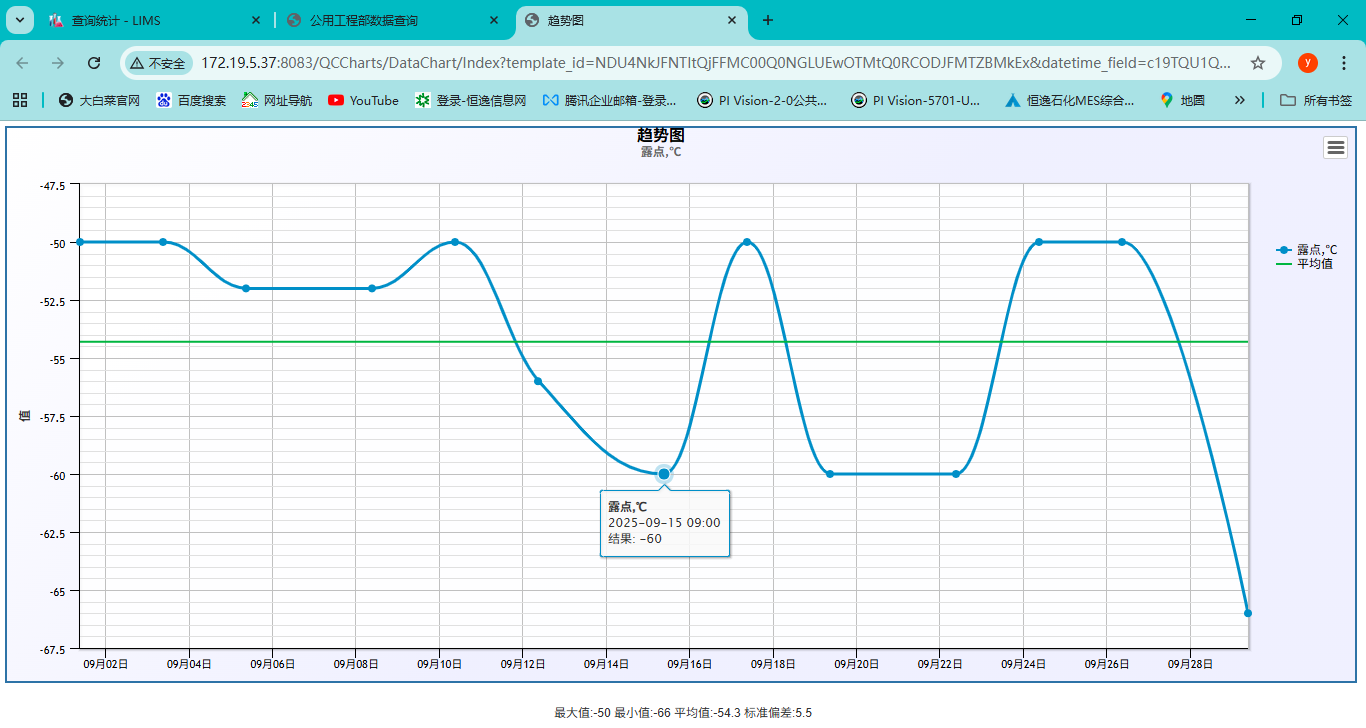 查询统计 - LIMS
公用工程部数据查询
趋势图
不安全
172.19.5.37:8083/QCCharts/DataChart/Index?template_id=NDU4NkJFNTItQjFFMC00Q0NGLUEwOTMtQ0RCODJFMTZBMkEx&datetime_field=c19TQU1Q...
y
大白菜官网
百度搜索
网址导航
YouTube
登录-恒逸信息网
腾讯企业邮箱-登录...
PI Vision-2-0公共...
PI Vision-5701-U...
恒逸石化MES综合...
地图
所有书签
趋势图
露点,℃
-47.5
-50
-52.5
-55
-57.5
-60
-62.5
-65
-67.5
值
露点,℃
平均值
露点,℃
2025-09-15 09:00
结果: -60
09月02日
09月04日
09月06日
09月08日
09月10日
09月12日
09月14日
09月16日
09月18日
09月20日
09月22日
09月24日
09月26日
09月28日
最大值:-50 最小值:-66 平均值:-54.3 标准偏差:5.5